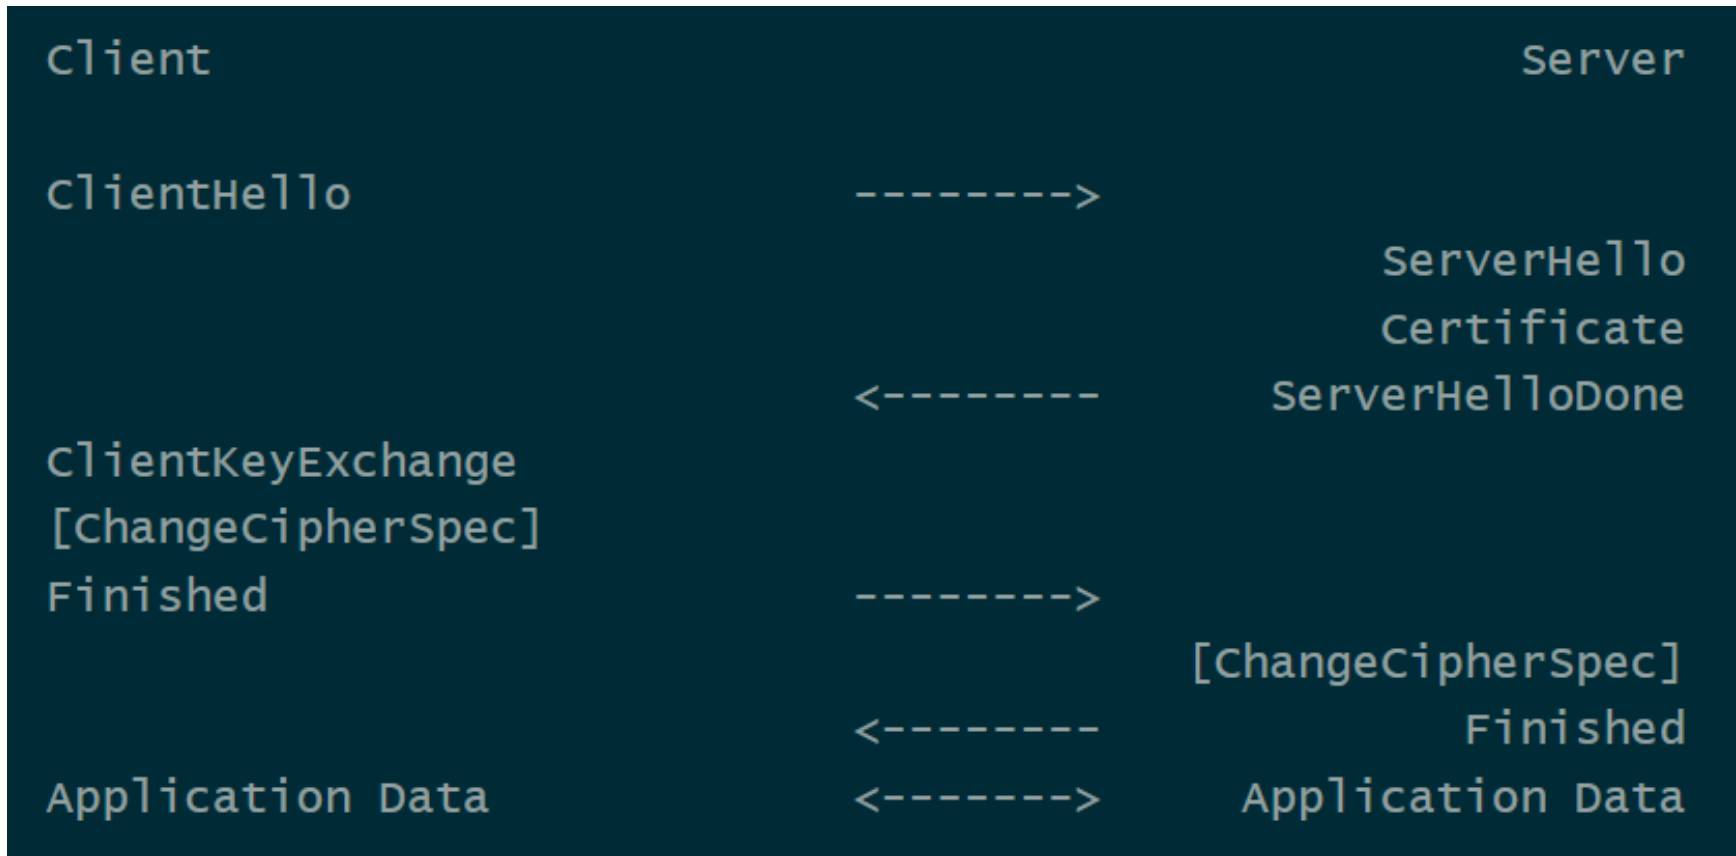 Client Server
ClientHello -------->
ServerHello
Certificate
<-------- ServerHelloDone
ClientKeyExchange
[ChangeCipherSpec]
Finished -------->
[ChangeCipherSpec]
<-------- Finished
Application Data <-------> Application Data